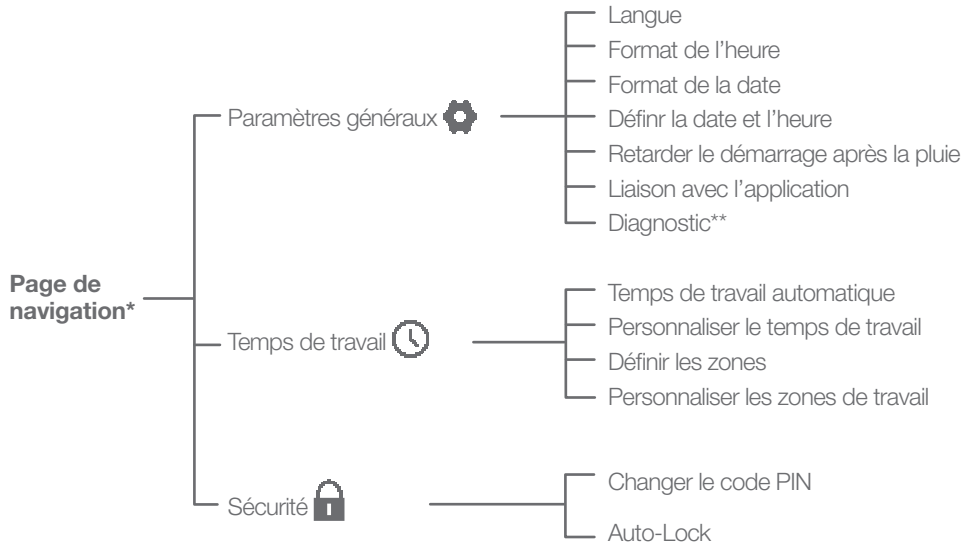 Langue
Format de l'heure
Format de la date
Paramètres généraux
Définr la date et l'heure
Retarder le démarrage après la pluie
Liaison avec l'application
Diagnostic**
Page de
navigation*
Temps de travail
Temps de travail automatique
Personnaliser le temps de travail
Définir les zones
Personnaliser les zones de travail
Sécurité
Changer le code PIN
Auto-Lock